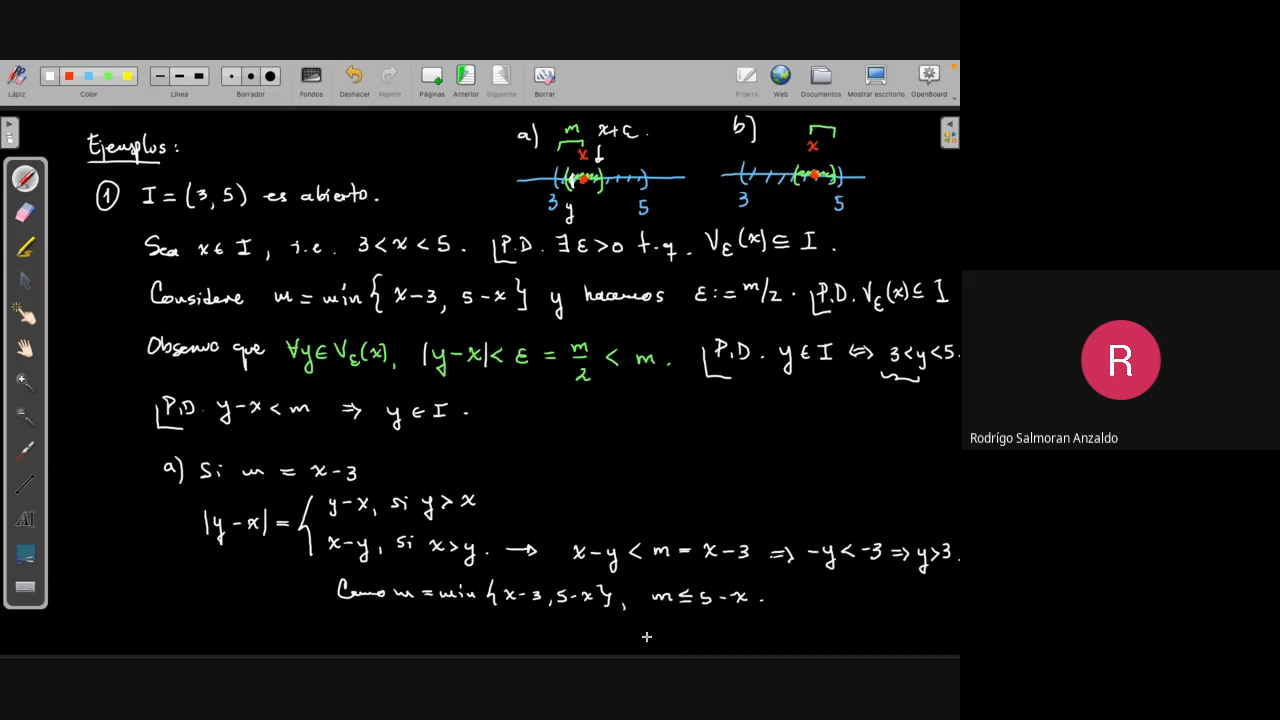 Lápiz Color Línea Borrador Fondos Deshacer Repetir Páginas Anterior Siguiente Borrar Pizarra Web Documentos Mostrar escritorio OpenBoard
Ejemplos:
a) m x+ε.
x
3 5
y
b)
x
3 5
① I = (3, 5) es abierto.
Sea x ∈ I, i.e. 3 < x < 5. P.D. ∃ ε > 0 t.q. V_ε(x) ⊆ I.
Considere m = min{ x-3, 5-x } y hacemos ε := m/2. P.D. V_ε(x) ⊆ I
Observo que ∀y ∈ V_ε(x), |y-x| < ε = m/2 < m. P.D. y ∈ I ⇔ 3 < y < 5.
P.D. y-x < m ⇒ y ∈ I.
a) Si m = x-3
|y-x| = { y-x, si y > x
x-y, si x > y. → x-y < m = x-3 ⇒ -y < -3 ⇒ y > 3.
Como m = min{x-3, 5-x}, m ≤ 5-x.
R
Rodrígo Salmoran Anzaldo